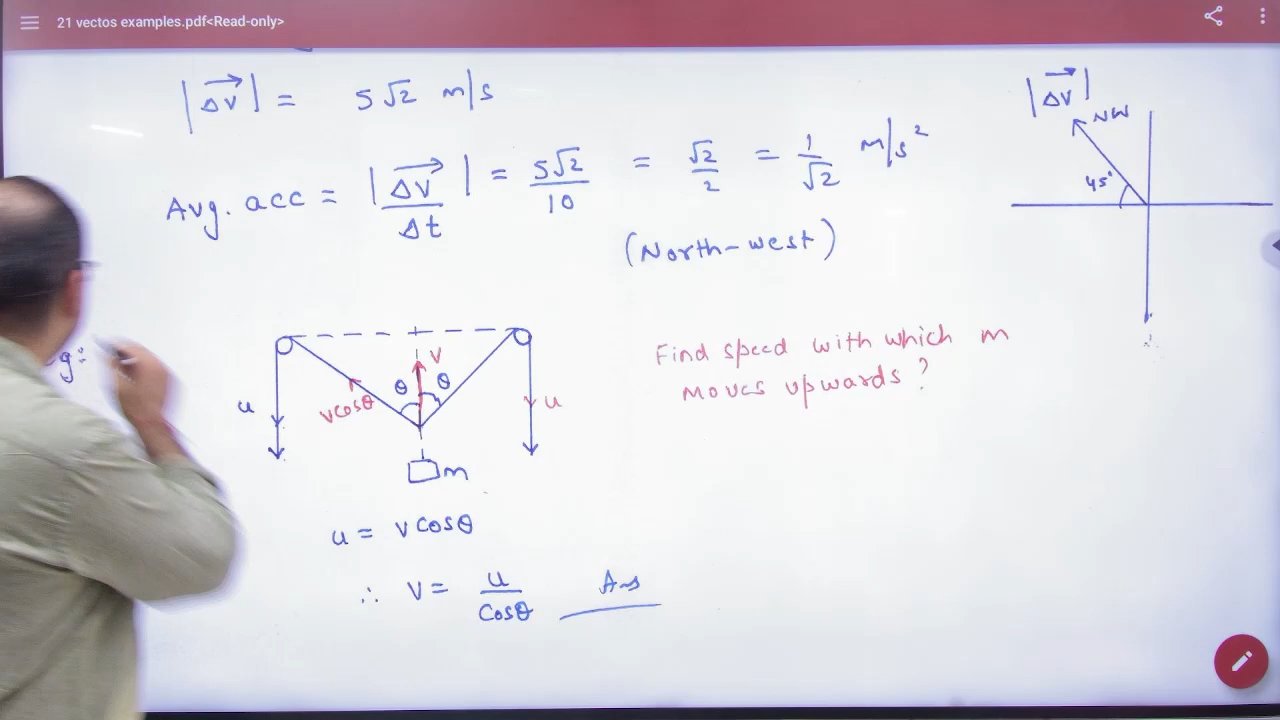 21 vectos examples.pdf<Read-only>
|Δv| = 5√2 m/s
Avg. acc = |Δv/Δt| = 5√2/10 = √2/2 = 1/√2 m/s²
(North-west)
|Δv|
NW
45°
g:
u
v cosθ
θ
v
θ
u
m
Find speed with which m
moves upwards?
u = v cosθ
∴ v = u/cosθ Ans